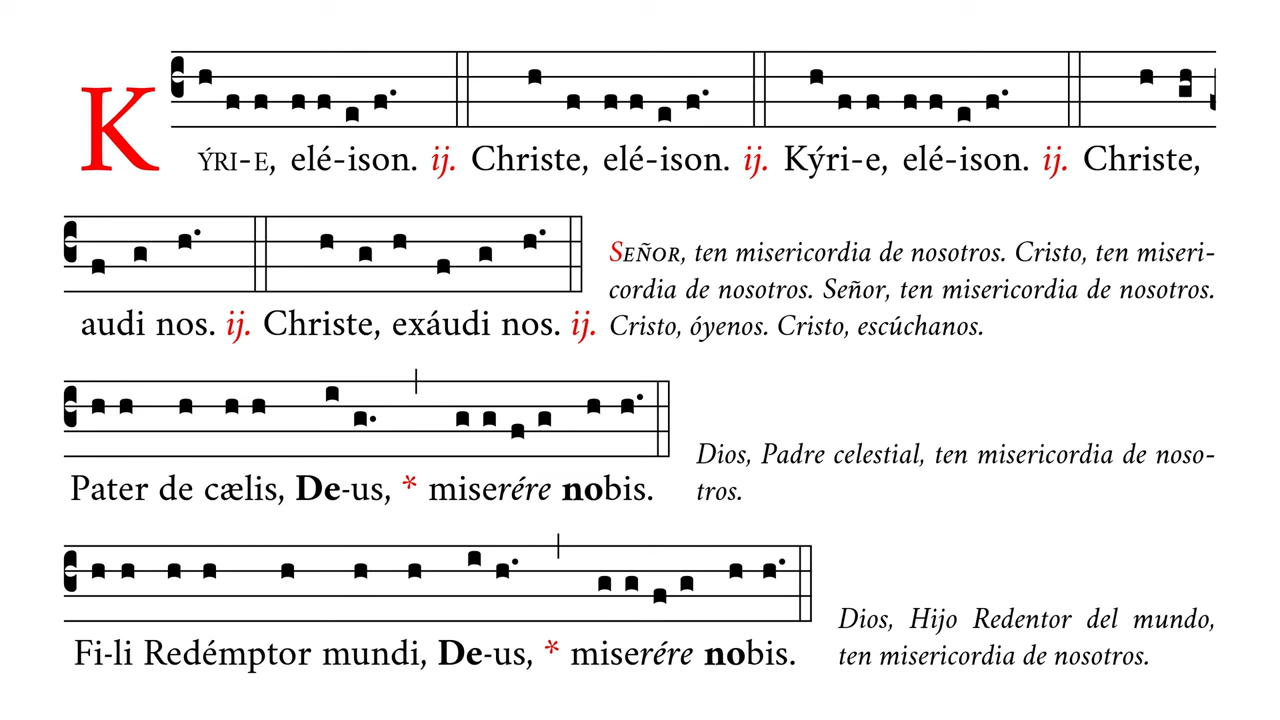 KÝRI-E, elé-ison. ij. Christe, elé-ison. ij. Kýri-e, elé-ison. ij. Christe,
audi nos. ij. Christe, exáudi nos. ij.
Señor, ten misericordia de nosotros. Cristo, ten miseri-
cordia de nosotros. Señor, ten misericordia de nosotros.
Cristo, óyenos. Cristo, escúchanos.
Pater de cælis, De-us, * miserére nobis.
Dios, Padre celestial, ten misericordia de noso-
tros.
Fi-li Redémptor mundi, De-us, * miserére nobis.
Dios, Hijo Redentor del mundo,
ten misericordia de nosotros.